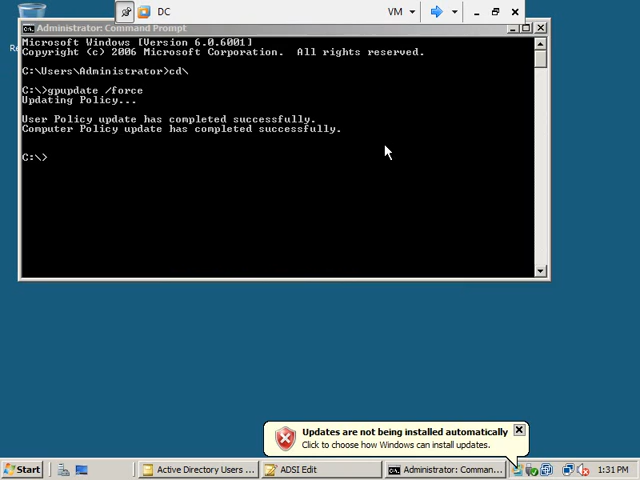 DC
VM
Administrator: Command Prompt
Microsoft Windows [Version 6.0.6001]
Copyright (c) 2006 Microsoft Corporation.  All rights reserved.
C:\Users\Administrator>cd\
C:\>gpupdate /force
Updating Policy...
User Policy update has completed successfully.
Computer Policy update has completed successfully.
C:\>
Updates are not being installed automatically
Click to choose how Windows can install updates.
Start
Active Directory Users ...
ADSI Edit
Administrator: Comman...
1:31 PM